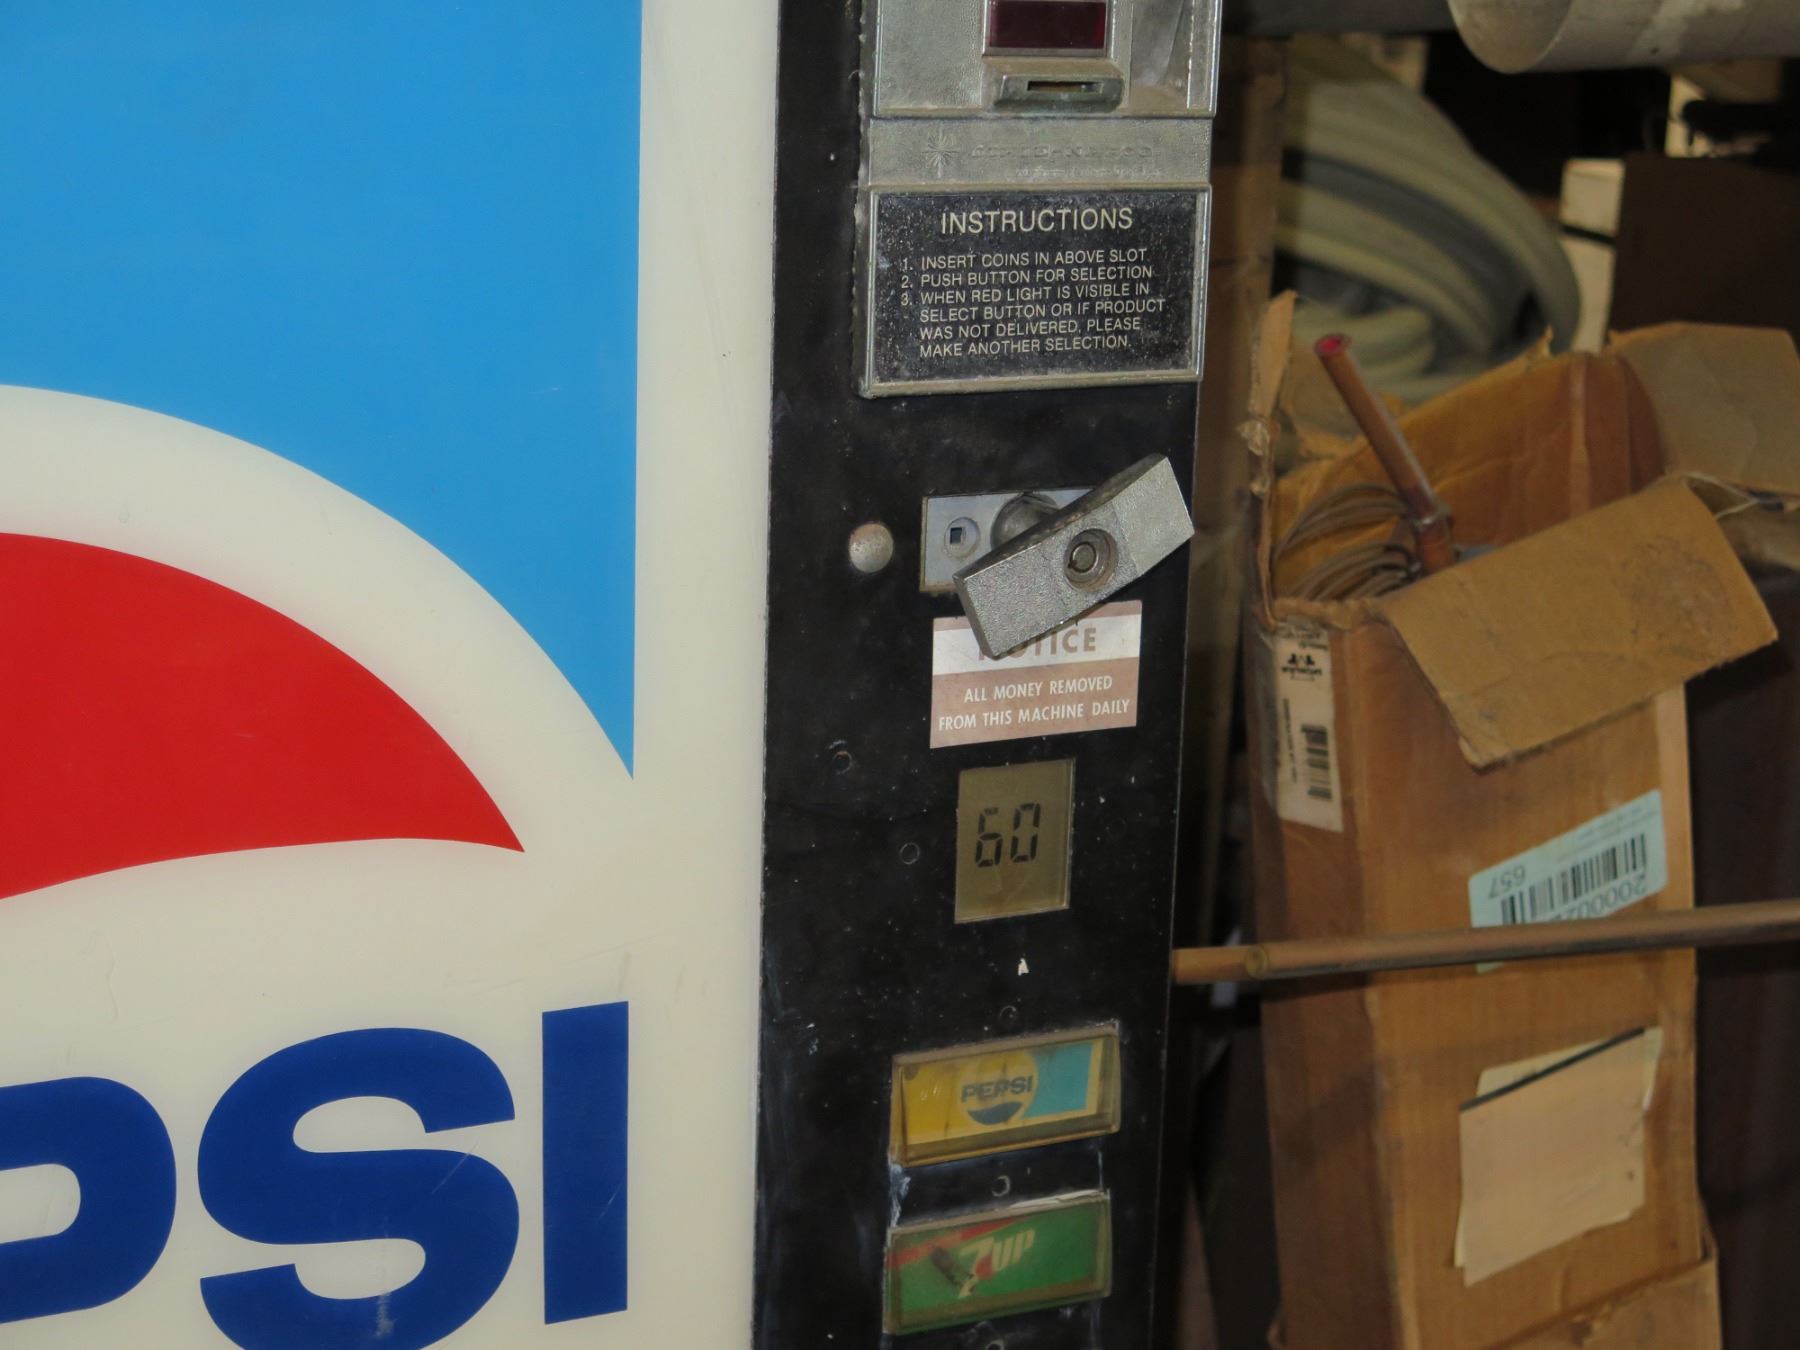 INSTRUCTIONS
1. INSERT COINS IN ABOVE SLOT
2. PUSH BUTTON FOR SELECTION
3. WHEN RED LIGHT IS VISIBLE IN
SELECT BUTTON OR IF PRODUCT
WAS NOT DELIVERED, PLEASE
MAKE ANOTHER SELECTION.
NOTICE
ALL MONEY REMOVED
FROM THIS MACHINE DAILY
60
PEPSI
7UP
PSI
657